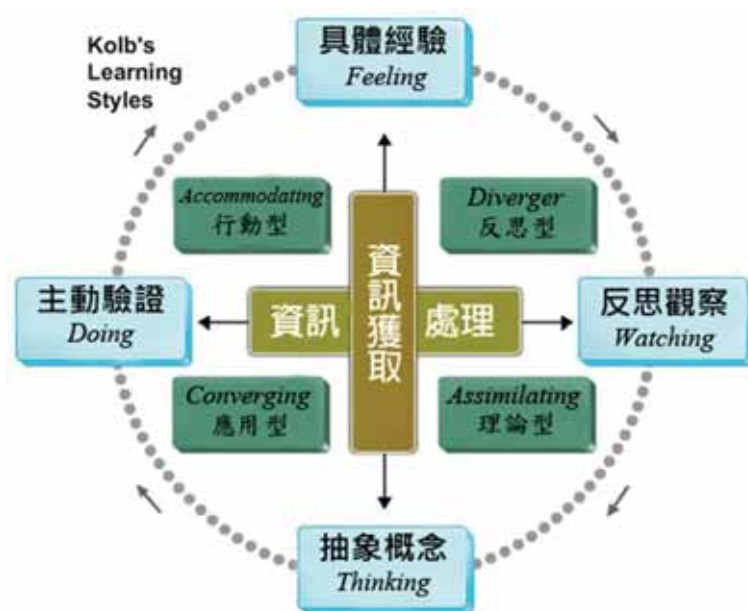 Kolb's
Learning
Styles
具體經驗
Feeling
Accommodating
行動型
Diverger
反思型
主動驗證
Doing
資訊
資訊獲取
處理
反思觀察
Watching
Converging
應用型
Assimilating
理論型
抽象概念
Thinking